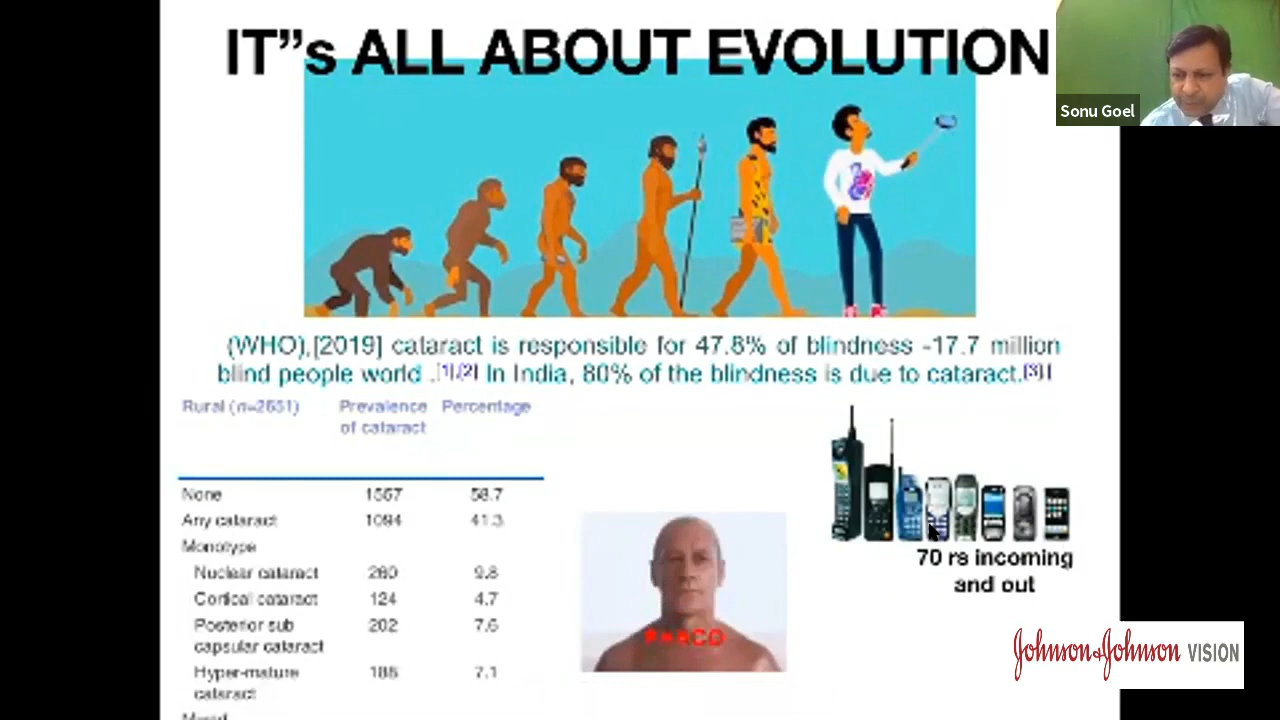 IT”s ALL ABOUT EVOLUTION
Sonu Goel
(WHO),[2019] cataract is responsible for 47.8% of blindness -17.7 million
blind people world .[1],[2] In India, 80% of the blindness is due to cataract.[3]
Rural (n=2651) Prevalence of cataract Percentage
None 1557 58.7
Any cataract 1094 41.3
Monotype
Nuclear cataract 260 9.8
Cortical cataract 124 4.7
Posterior sub capsular cataract 202 7.6
Hyper-mature cataract 188 7.1
PHACO
70 rs incoming
and out
Johnson&Johnson VISION